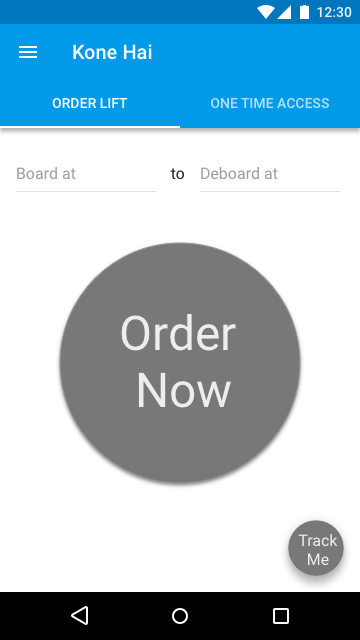 12:30
Kone Hai
ORDER LIFT
ONE TIME ACCESS
Board at
to
Deboard at
Order
Now
Track
Me